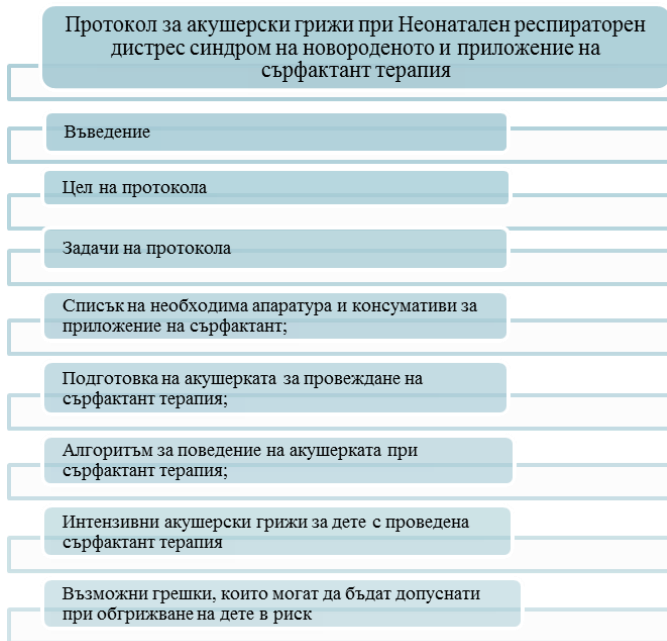 Протокол за акушерски грижи при Неонатален респираторен
дистрес синдром на новороденото и приложение на
сърфактант терапия
Въведение
Цел на протокола
Задачи на протокола
Списък на необходима апаратура и консумативи за
приложение на сърфактант;
Подготовка на акушерката за провеждане на
сърфактант терапия;
Алгоритъм за поведение на акушерката при
сърфактант терапия;
Интензивни акушерски грижи за дете с проведена
сърфактант терапия
Възможни грешки, които могат да бъдат допуснати
при обгрижване на дете в риск